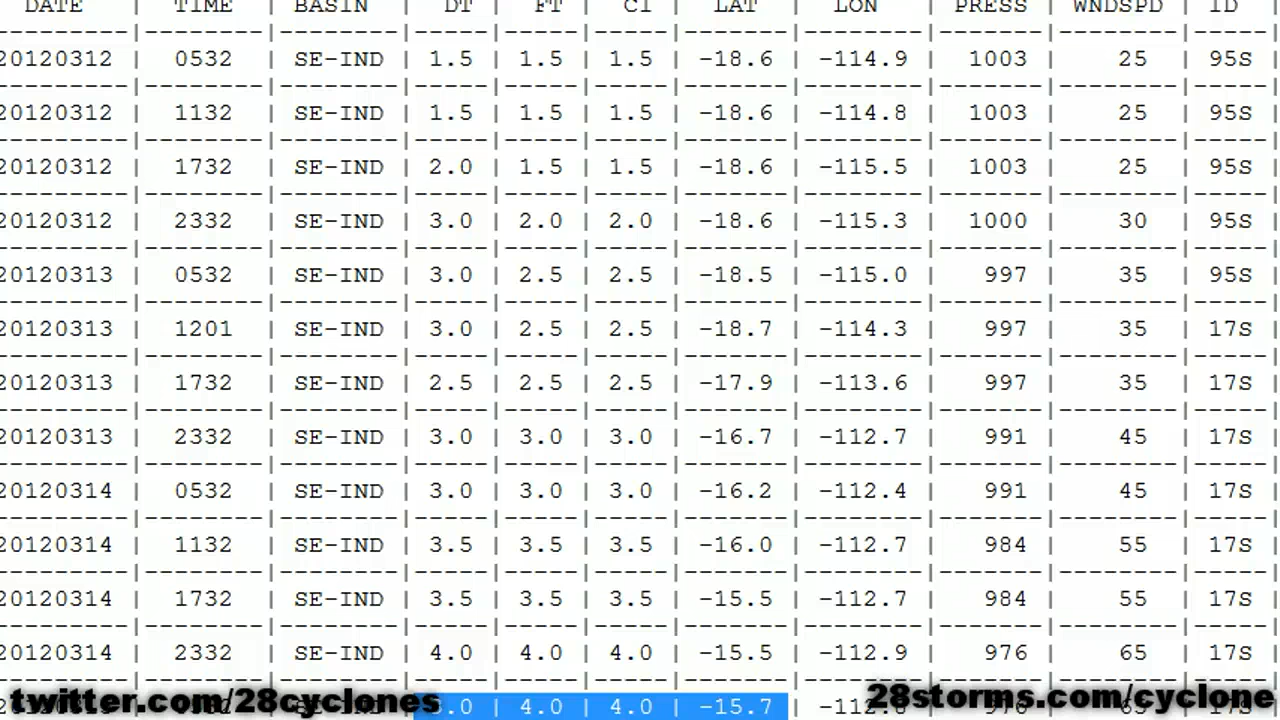 DATE | TIME | BASIN | DT | FT | CI | LAT | LON | PRESS | WNDSPD | ID
20120312 | 0532 | SE-IND | 1.5 | 1.5 | 1.5 | -18.6 | -114.9 | 1003 | 25 | 95S
20120312 | 1132 | SE-IND | 1.5 | 1.5 | 1.5 | -18.6 | -114.8 | 1003 | 25 | 95S
20120312 | 1732 | SE-IND | 2.0 | 1.5 | 1.5 | -18.6 | -115.5 | 1003 | 25 | 95S
20120312 | 2332 | SE-IND | 3.0 | 2.0 | 2.0 | -18.6 | -115.3 | 1000 | 30 | 95S
20120313 | 0532 | SE-IND | 3.0 | 2.5 | 2.5 | -18.5 | -115.0 | 997 | 35 | 95S
20120313 | 1201 | SE-IND | 3.0 | 2.5 | 2.5 | -18.7 | -114.3 | 997 | 35 | 17S
20120313 | 1732 | SE-IND | 2.5 | 2.5 | 2.5 | -17.9 | -113.6 | 997 | 35 | 17S
20120313 | 2332 | SE-IND | 3.0 | 3.0 | 3.0 | -16.7 | -112.7 | 991 | 45 | 17S
20120314 | 0532 | SE-IND | 3.0 | 3.0 | 3.0 | -16.2 | -112.4 | 991 | 45 | 17S
20120314 | 1132 | SE-IND | 3.5 | 3.5 | 3.5 | -16.0 | -112.7 | 984 | 55 | 17S
20120314 | 1732 | SE-IND | 3.5 | 3.5 | 3.5 | -15.5 | -112.7 | 984 | 55 | 17S
20120314 | 2332 | SE-IND | 4.0 | 4.0 | 4.0 | -15.5 | -112.9 | 976 | 65 | 17S
| 4.0 | 4.0 | -15.7 |
twitter.com/28cyclones
28storms.com/cyclone